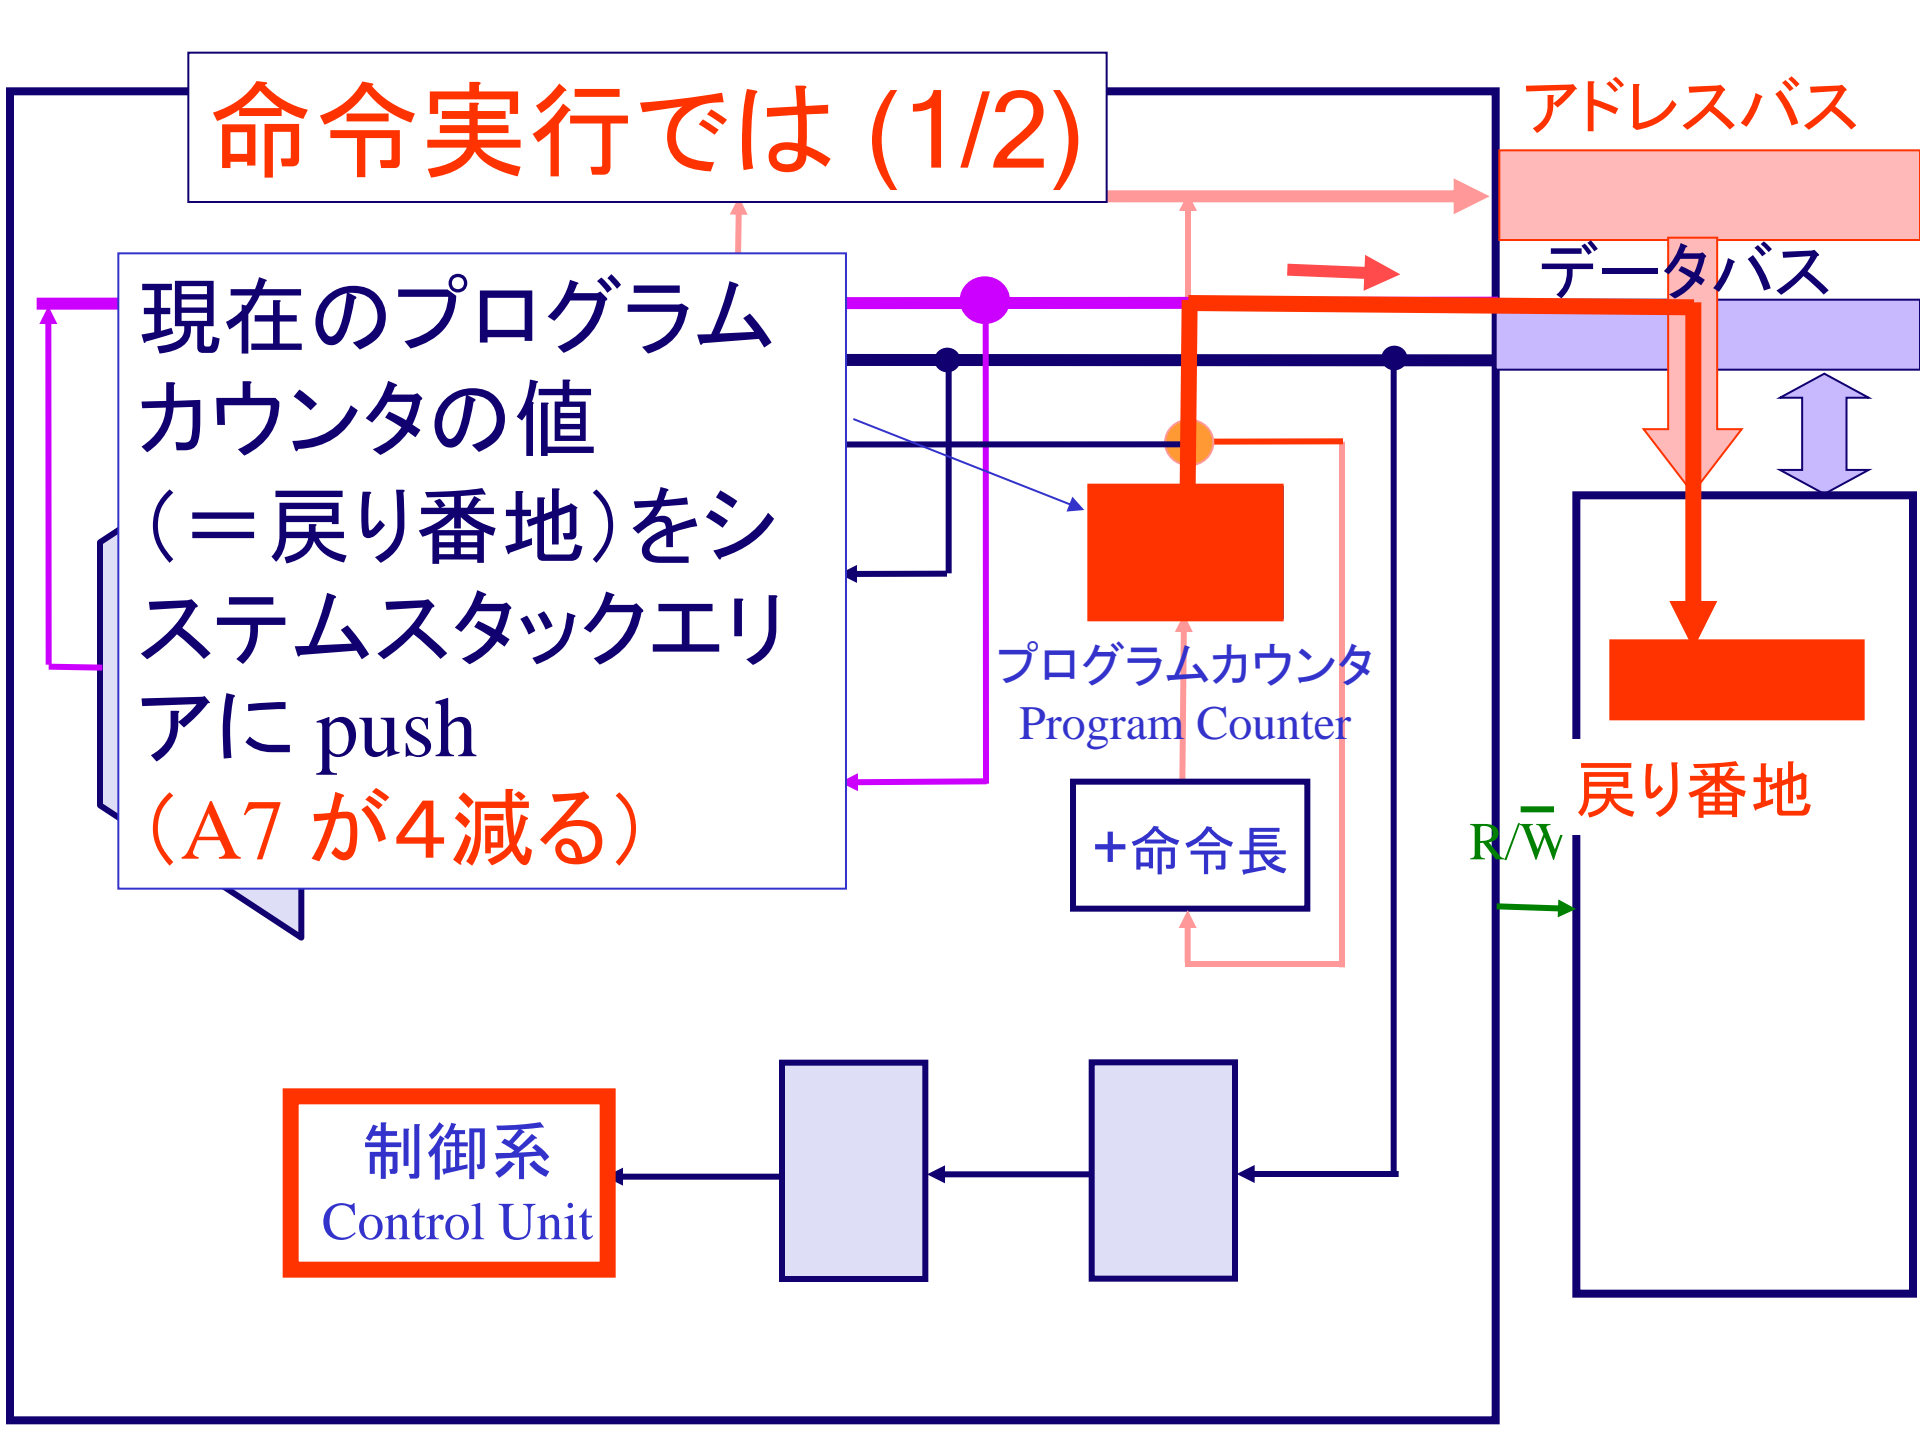 命令実行では (1/2)
アドレスバス
データバス
現在のプログラム
カウンタの値
（＝戻り番地）をシ
ステムスタックエリ
アに push
（A7 が４減る）
プログラムカウンタ
Program Counter
+命令長
戻り番地
R/W̅
制御系
Control Unit